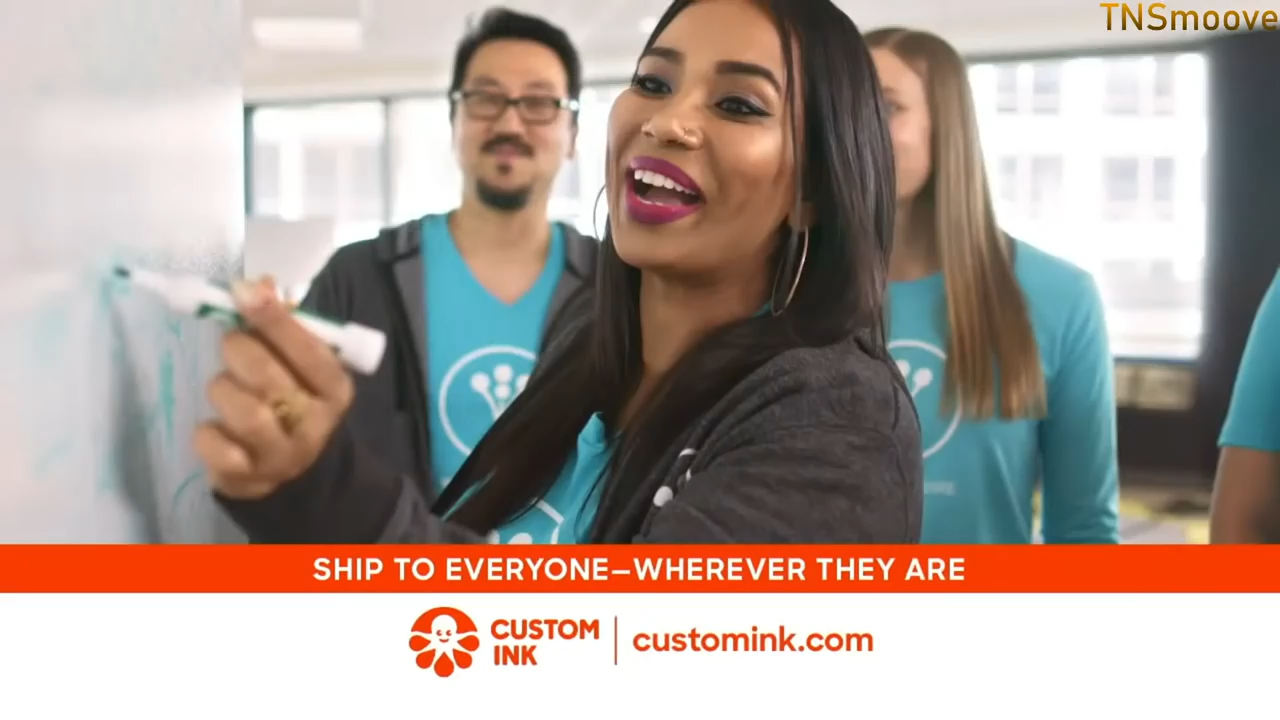 TNSmoove
SHIP TO EVERYONE—WHEREVER THEY ARE
CUSTOM
INK
customink.com